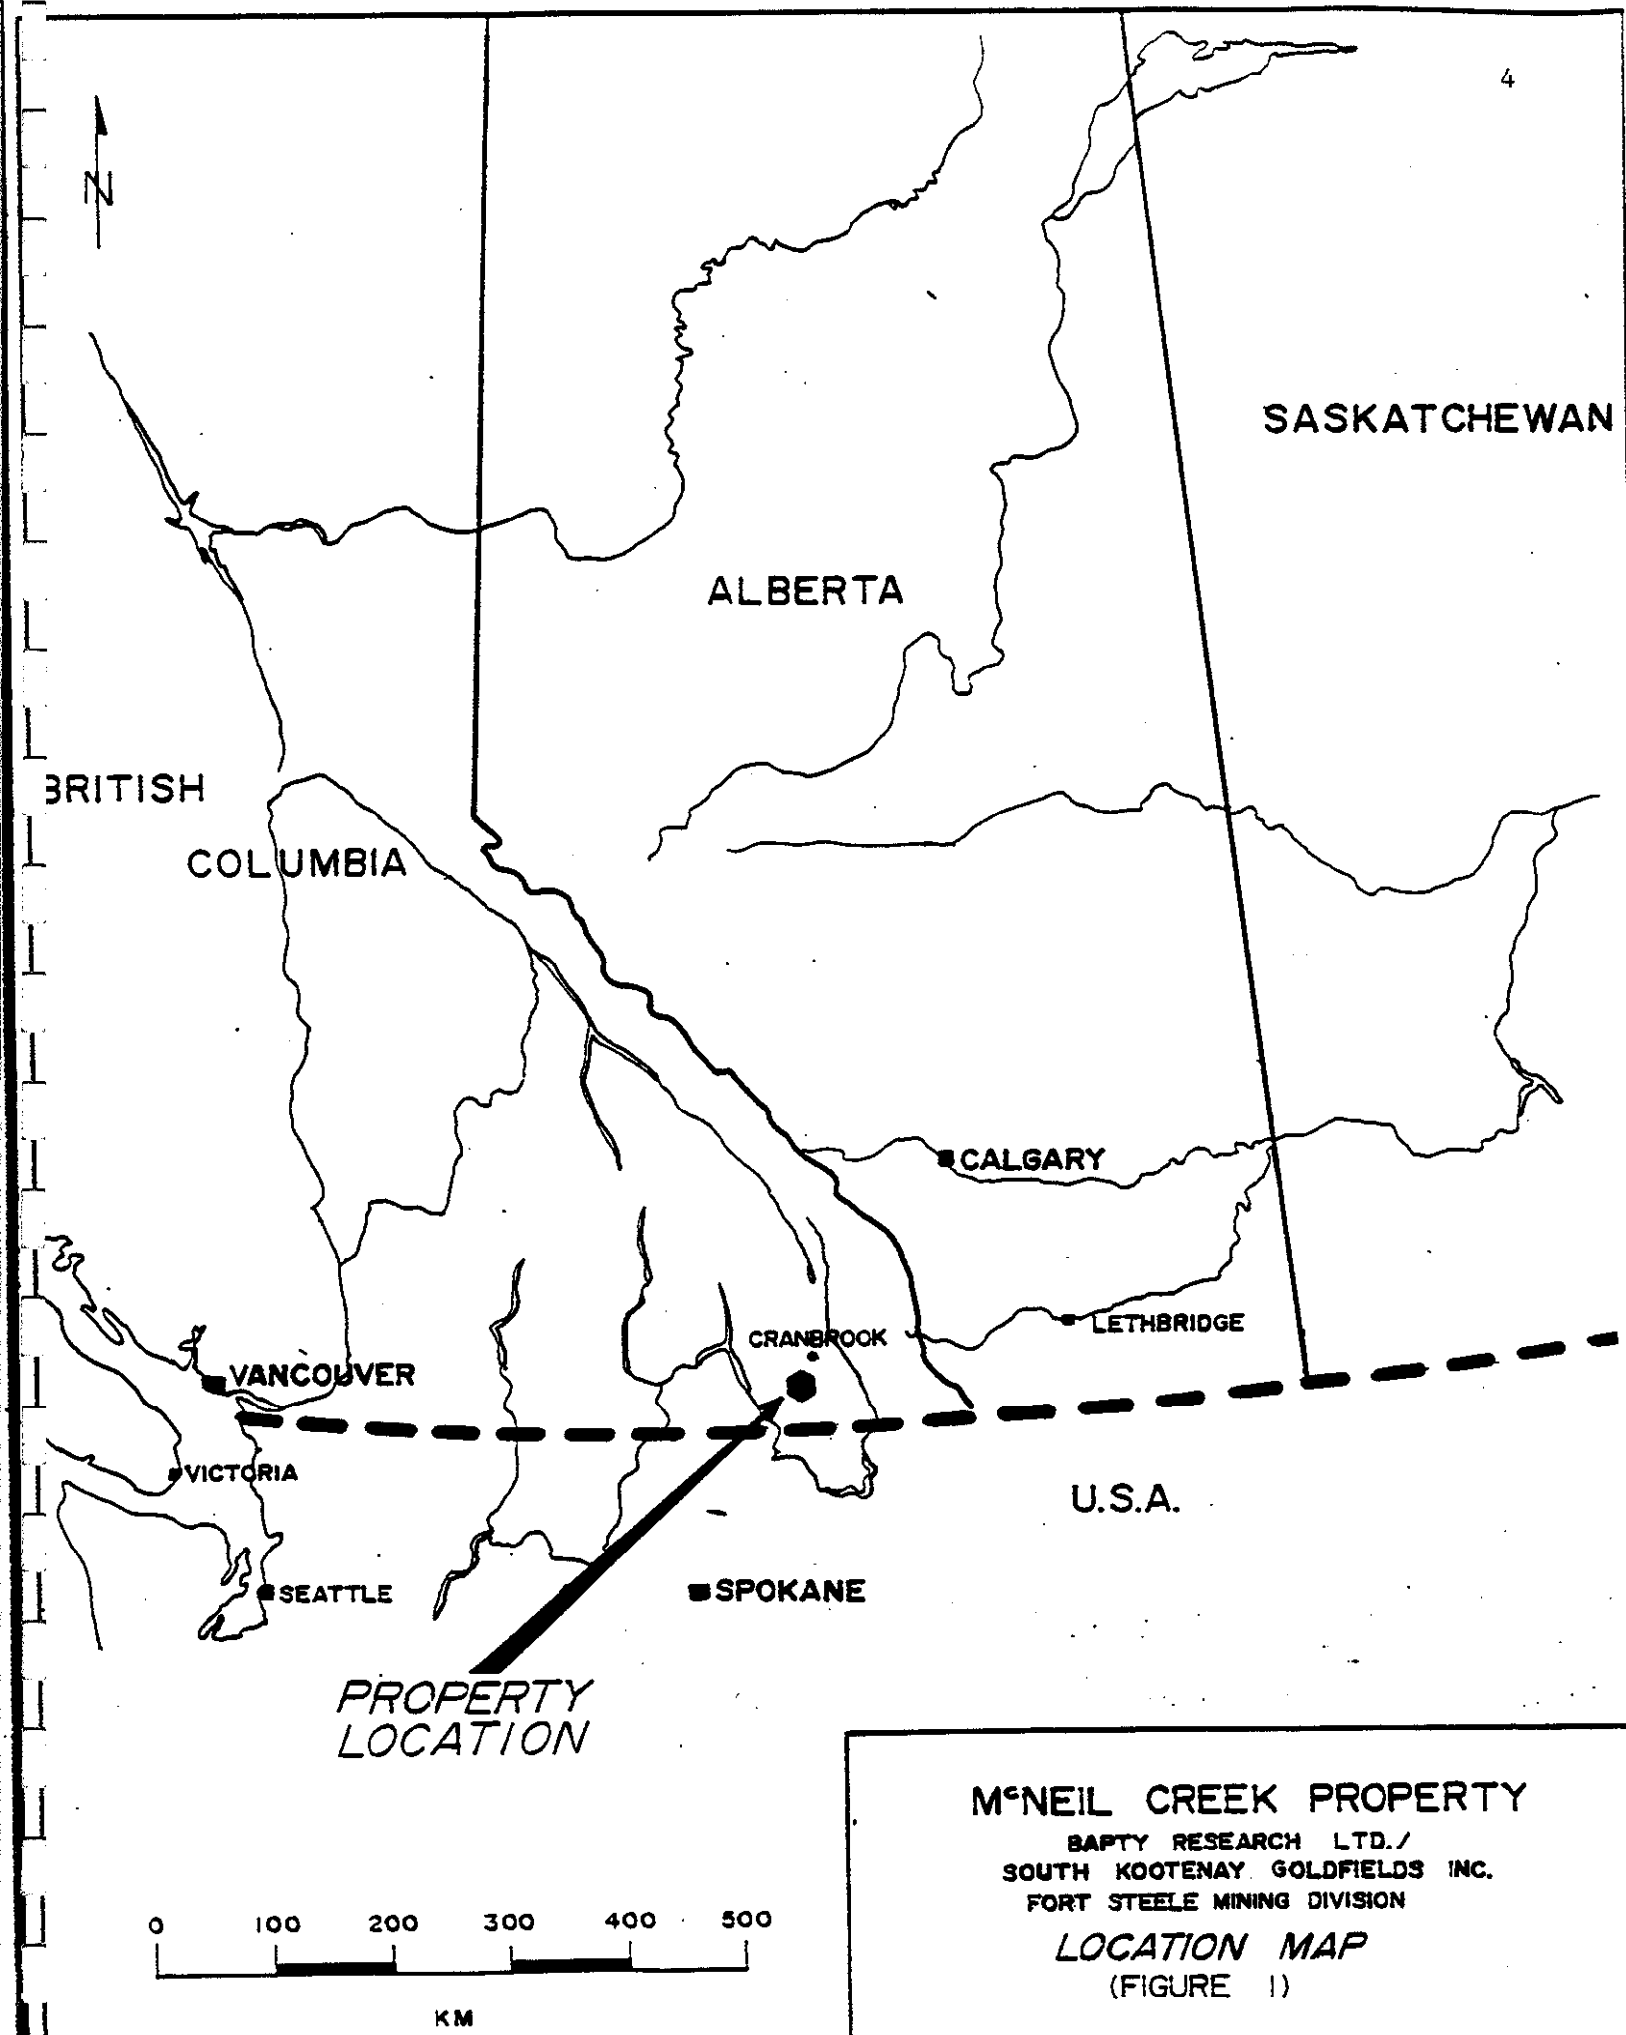 4
N
SASKATCHEWAN
ALBERTA
BRITISH
COLUMBIA
CALGARY
LETHBRIDGE
CRANBROOK
VANCOUVER
VICTORIA
U.S.A.
SEATTLE
SPOKANE
PROPERTY
LOCATION
McNEIL CREEK PROPERTY
BAPTY RESEARCH LTD./
SOUTH KOOTENAY GOLDFIELDS INC.
FORT STEELE MINING DIVISION
LOCATION MAP
(FIGURE 1)
0 100 200 300 400 500
KM